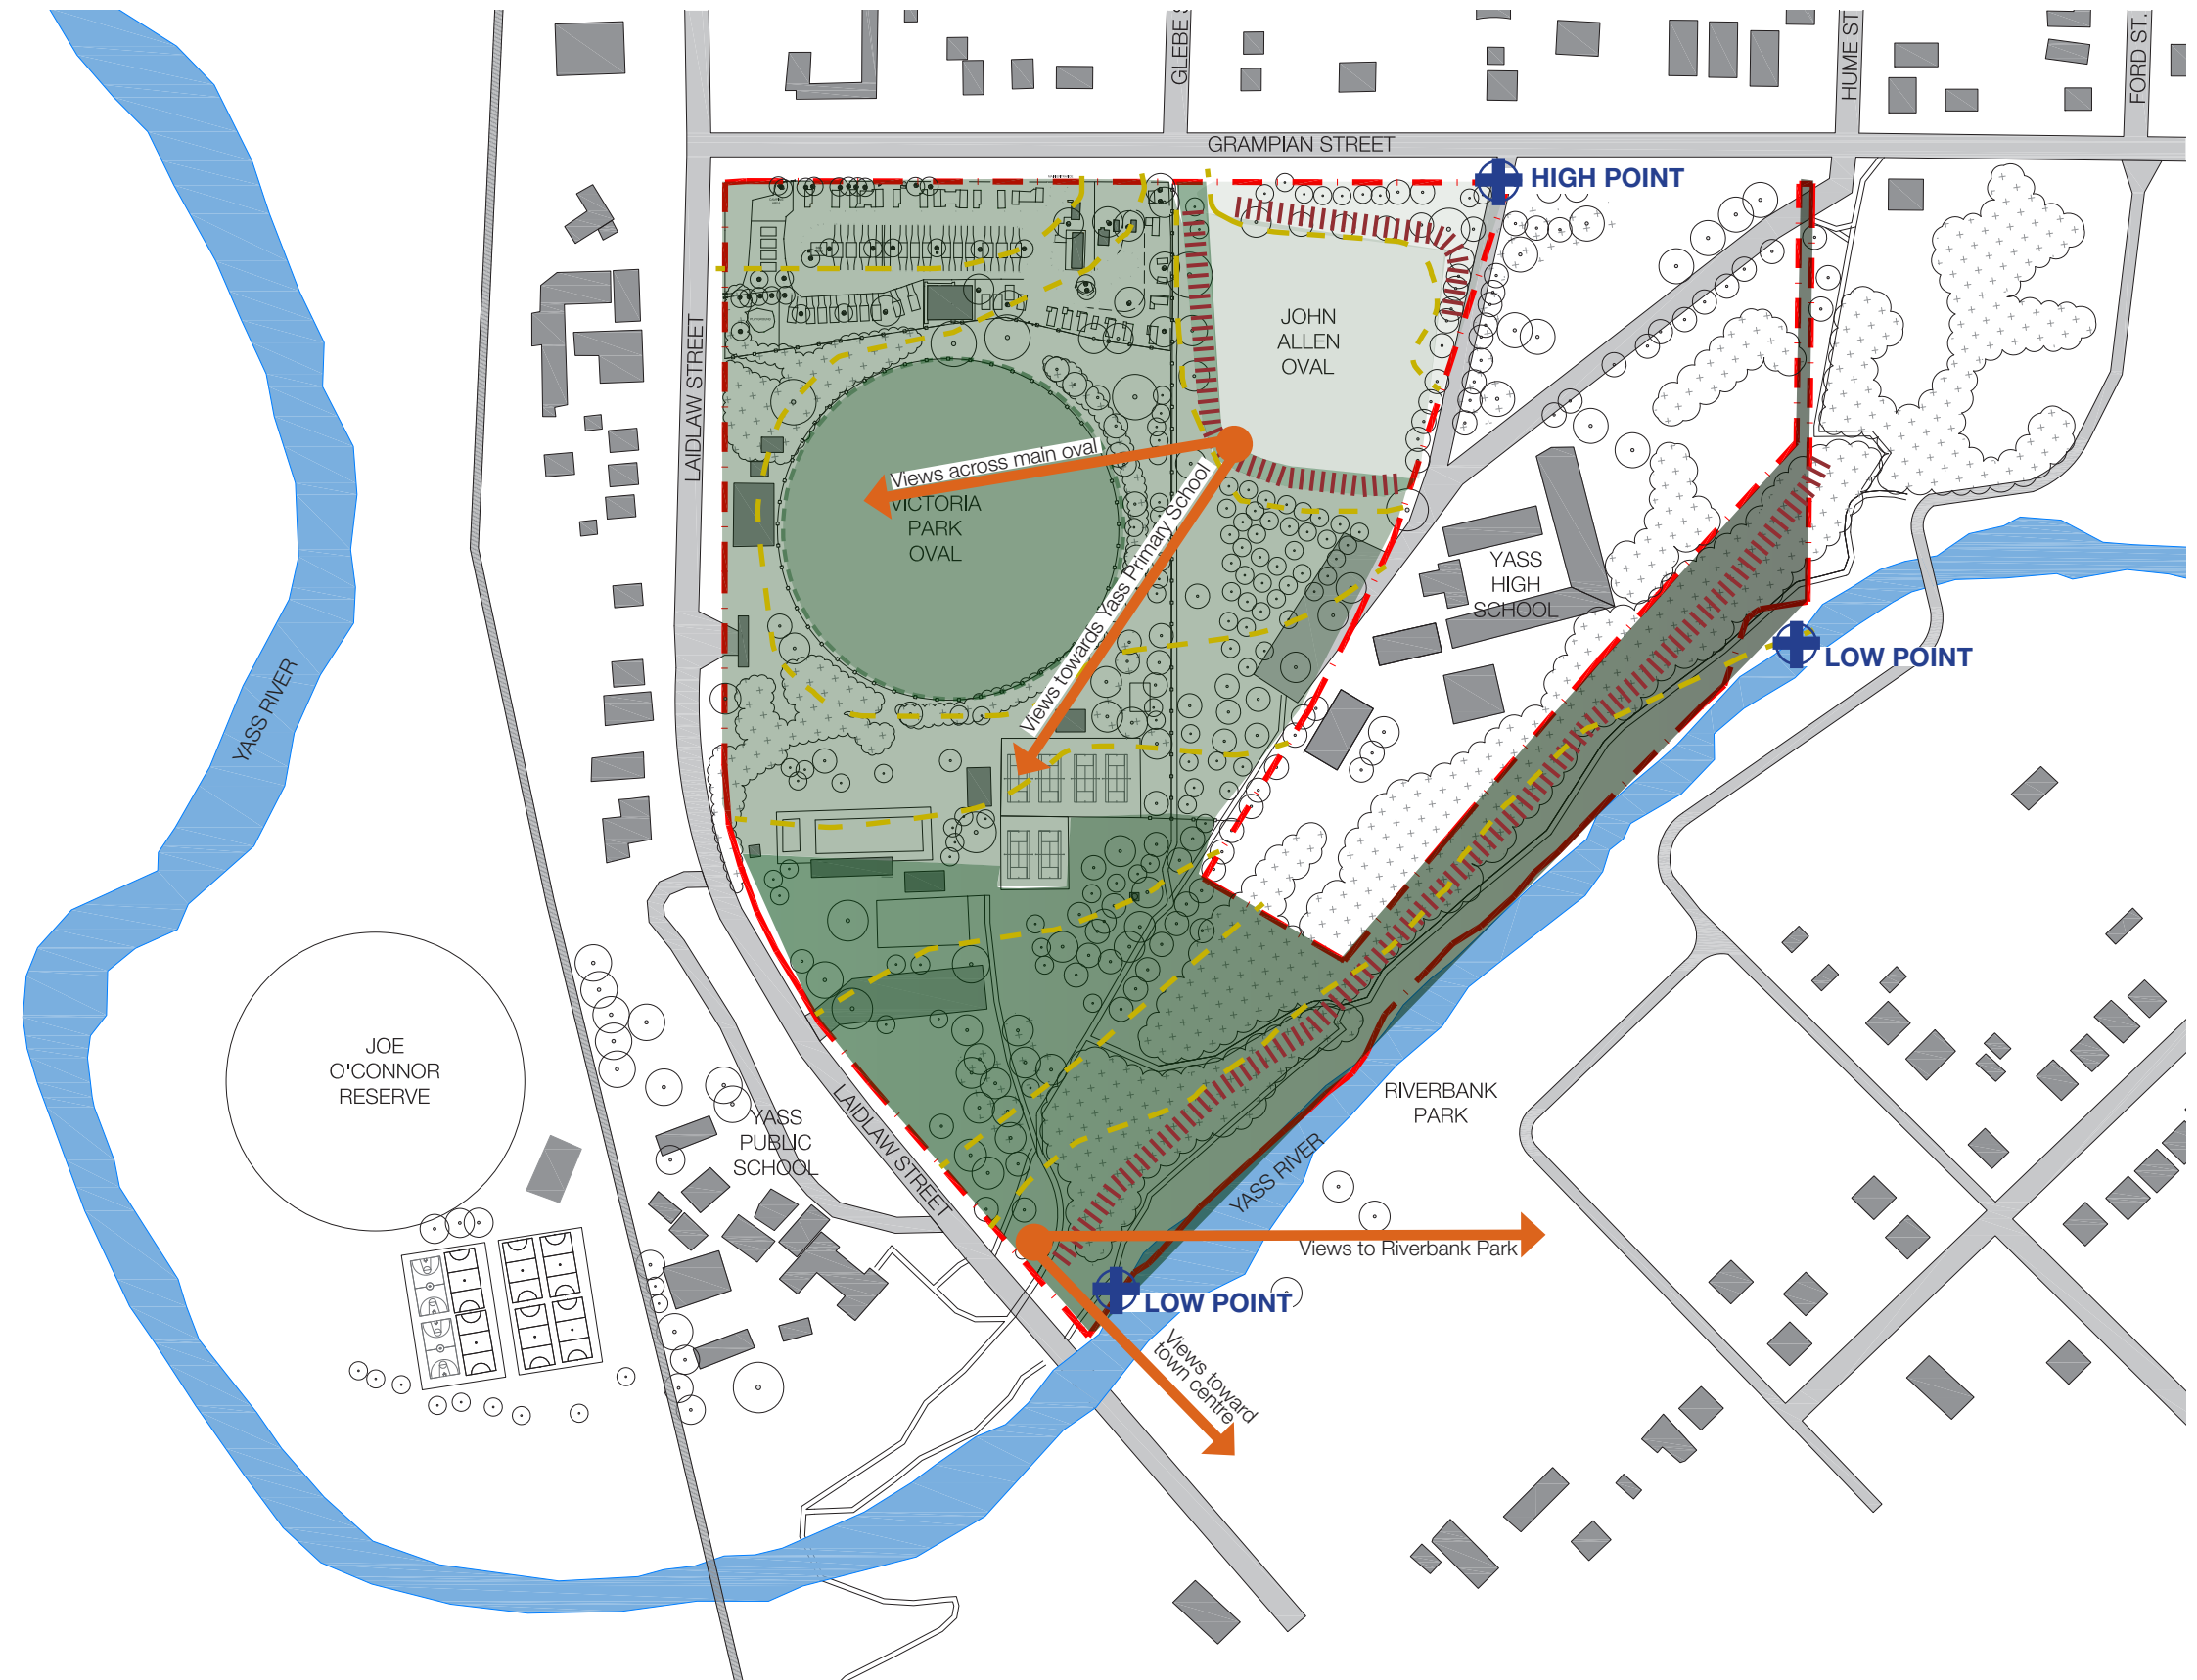 GLEBE S
HUME ST
FORD ST.
GRAMPIAN STREET
HIGH POINT
JOHN
ALLEN
OVAL
LAIDLAW STREET
Views across main oval
VICTORIA
PARK
OVAL
Views towards Yass Primary School
YASS
HIGH
SCHOOL
LOW POINT
YASS RIVER
JOE
O'CONNOR
RESERVE
RIVERBANK
PARK
YASS
PUBLIC
SCHOOL
LAIDLAW STREET
YASS RIVER
Views to Riverbank Park
LOW POINT
Views toward
town centre